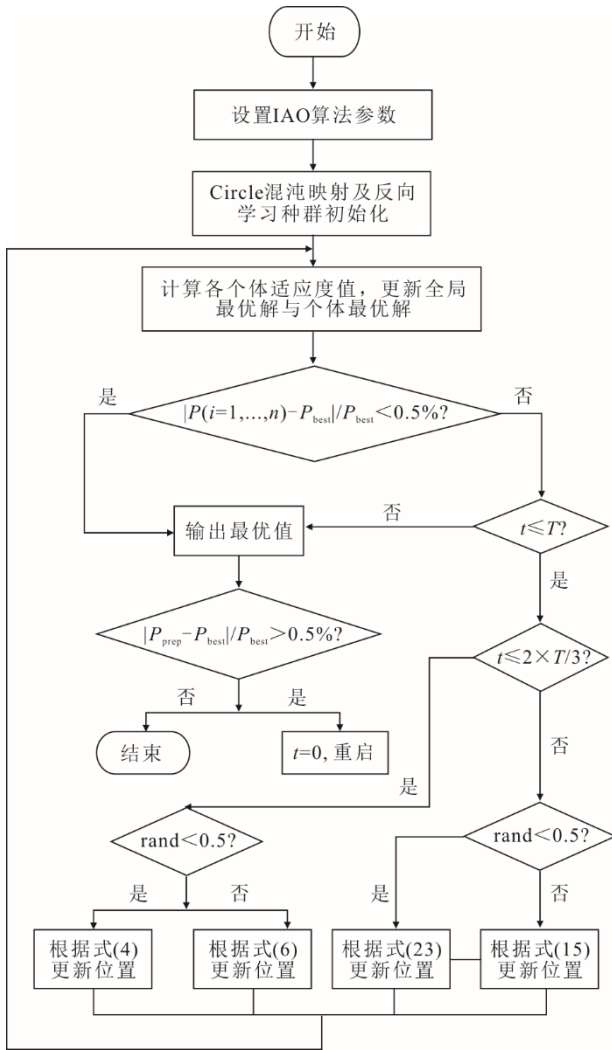 开始
设置IAO算法参数
Circle混沌映射及反向
学习种群初始化
计算各个体适应度值，更新全局
最优解与个体最优解
是
|P(i=1,...,n)-P_best|/P_best<0.5%?
否
输出最优值
否
t≤T?
是
|P_prep-P_best|/P_best>0.5%?
t≤2×T/3?
否
是
结束
t=0, 重启
否
是
rand<0.5?
rand<0.5?
是
否
是
否
根据式(4)
更新位置
根据式(6)
更新位置
根据式(23)
更新位置
根据式(15)
更新位置